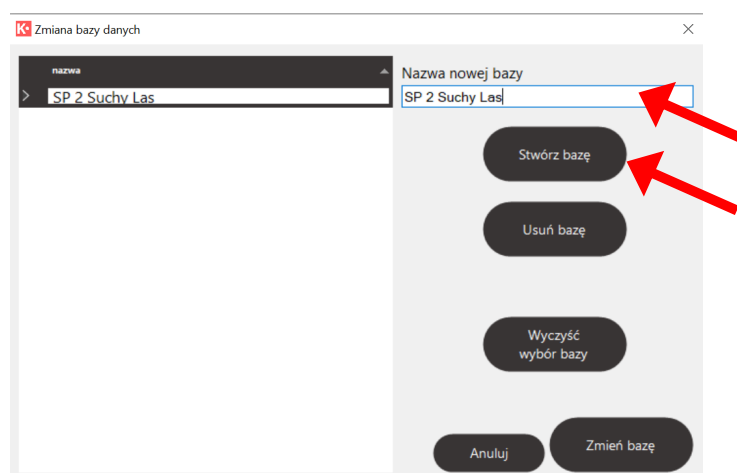 K
Zmiana bazy danych
nazwa
SP 2 Suchy Las
Nazwa nowej bazy
SP 2 Suchy Las
Stwórz bazę
Usuń bazę
Wyczyść
wybór bazy
Anuluj
Zmień bazę